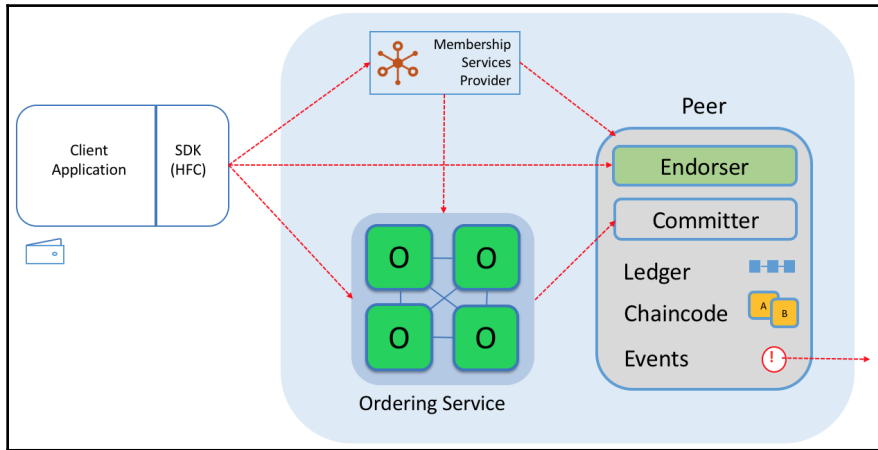 Membership
Services
Provider
Client
Application
SDK
(HFC)
Peer
Endorser
Committer
Ledger
Chaincode
A
B
Events
!
O
O
O
O
Ordering Service